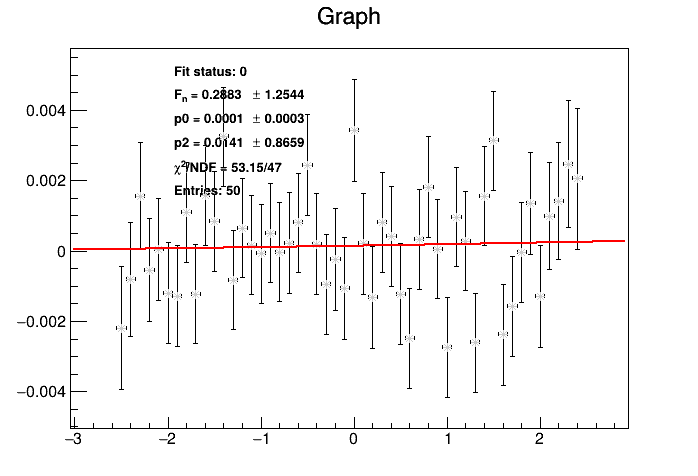 Graph
Fit status: 0
Fn = 0.2883 ± 1.2544
p0 = 0.0001 ± 0.0003
p2 = 0.0141 ± 0.8659
χ²/NDF = 53.15/47
Entries: 50
0.004
0.002
0
−0.002
−0.004
−3 −2 −1 0 1 2